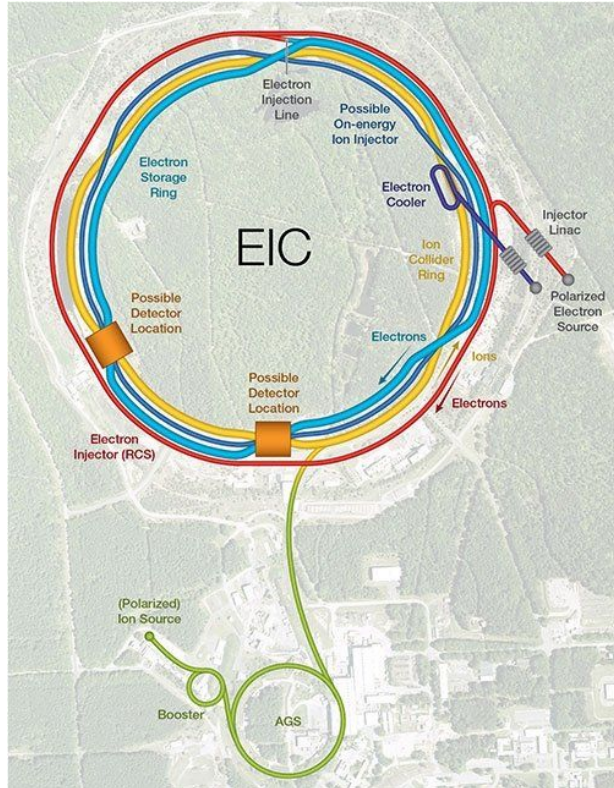 Electron
Injection
Line
Possible
On-energy
Ion Injector
Electron
Storage
Ring
Electron
Cooler
Injector
Linac
EIC
Ion
Collider
Ring
Polarized
Electron
Source
Possible
Detector
Location
Electrons
Ions
Possible
Detector
Location
Electrons
Electron
Injector (RCS)
(Polarized)
Ion Source
Booster
AGS